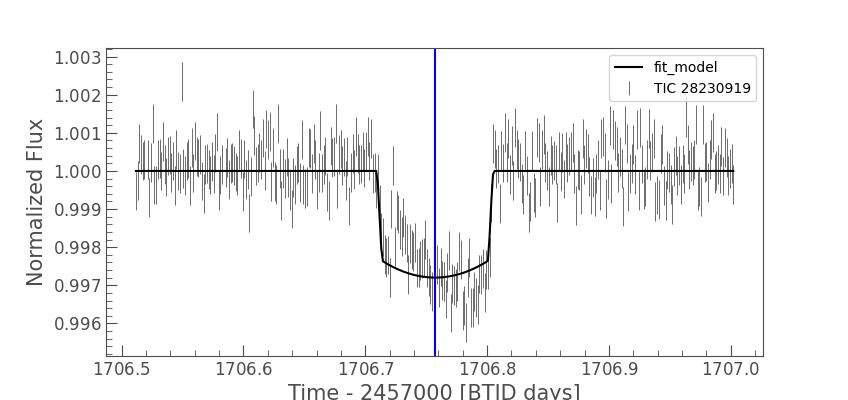 1.003
1.002
1.001
1.000
0.999
0.998
0.997
0.996
Normalized Flux
fit_model
TIC 28230919
1706.5 1706.6 1706.7 1706.8 1706.9 1707.0
Time - 2457000 [BTJD days]